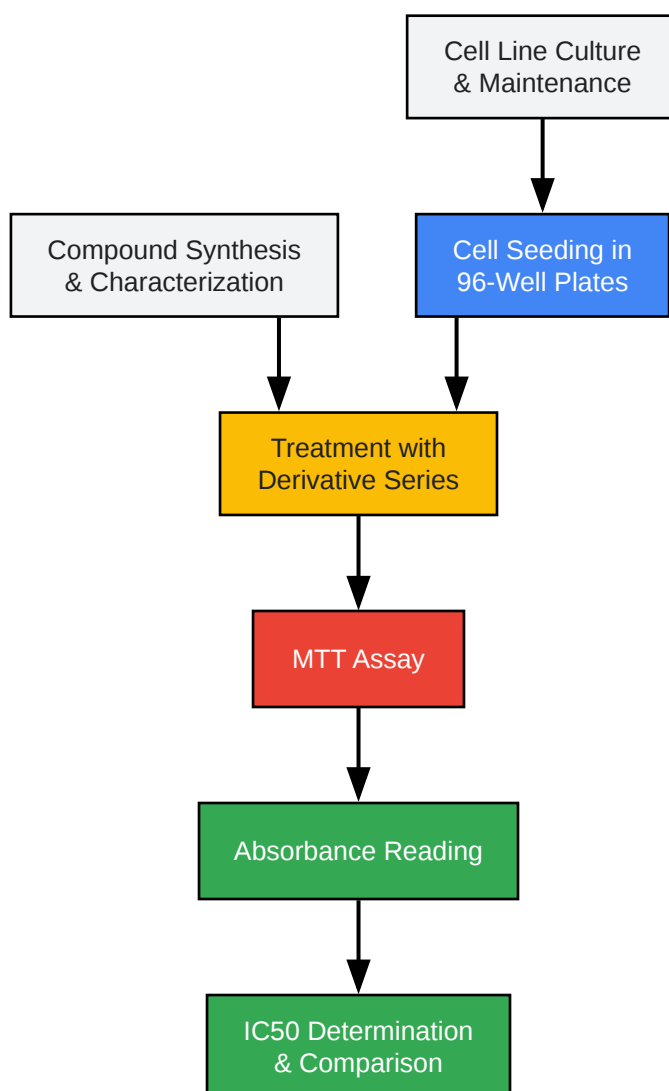 Cell Line Culture
& Maintenance
Compound Synthesis
& Characterization
Cell Seeding in
96-Well Plates
Treatment with
Derivative Series
MTT Assay
Absorbance Reading
IC50 Determination
& Comparison